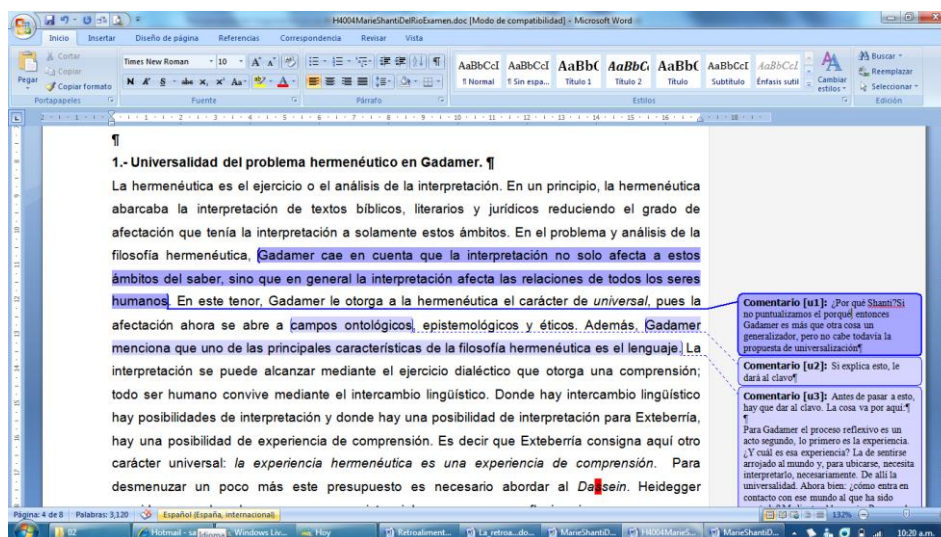 H4004MarieShantiDelRioExamen.doc [Modo de compatibilidad] - Microsoft Word
Inicio Insertar Diseño de página Referencias Correspondencia Revisar Vista
Pegar
Cortar
Copiar
Copiar formato
Portapapeles
Times New Roman 10
Fuente
Párrafo
AaBbCcI AaBbCcI AaBb( AaBbCc AaBb( AaBbCcI AaBbCcI
¶ Normal ¶ Sin espa... Título 1 Título 2 Título Subtítulo Énfasis sutil
Cambiar estilos
Estilos
Buscar
Reemplazar
Seleccionar
Edición
¶
1.- Universalidad del problema hermenéutico en Gadamer. ¶
La hermenéutica es el ejercicio o el análisis de la interpretación. En un principio, la hermenéutica
abarcaba la interpretación de textos bíblicos, literarios y jurídicos reduciendo el grado de
afectación que tenía la interpretación a solamente estos ámbitos. En el problema y análisis de la
filosofía hermenéutica, Gadamer cae en cuenta que la interpretación no solo afecta a estos
ámbitos del saber, sino que en general la interpretación afecta las relaciones de todos los seres
humanos. En este tenor, Gadamer le otorga a la hermenéutica el carácter de universal, pues la
afectación ahora se abre a campos ontológicos, epistemológicos y éticos. Además, Gadamer
menciona que uno de las principales características de la filosofía hermenéutica es el lenguaje. La
interpretación se puede alcanzar mediante el ejercicio dialéctico que otorga una comprensión;
todo ser humano convive mediante el intercambio lingüístico. Donde hay intercambio lingüístico
hay posibilidades de interpretación y donde hay una posibilidad de interpretación para Exteberría,
hay una posibilidad de experiencia de comprensión. Es decir que Exteberría consigna aquí otro
carácter universal: la experiencia hermenéutica es una experiencia de comprensión. Para
desmenuzar un poco más este presupuesto es necesario abordar al Dassein. Heidegger
Comentario [u1]: ¿Por qué Shanti?Si
no puntualizamos el porqué entonces
Gadamer es más que otra cosa un
generalizador, pero no cabe todavía la
propuesta de universalización¶
Comentario [u2]: Si explica esto, le
dará al clavo¶
Comentario [u3]: Antes de pasar a esto,
hay que dar al clavo. La cosa va por aquí:¶
¶
Para Gadamer el proceso reflexivo es un
acto segundo, lo primero es la experiencia.
¿Y cuál es esa experiencia? La de sentirse
arrojado al mundo y, para ubicarse, necesita
interpretarlo, necesariamente. De allí la
universalidad. Ahora bien: ¿cómo entra en
contacto con ese mundo al que ha sido
Página: 4 de 8 Palabras: 3,120 Español (España, internacional) 132%
02 Hotmail - sa Idioma Windows Liv... Hoy Retroaliment... La_retros...do... MarieShantiD... H4004MarieS... MarieShantiD... 10:20 a.m.